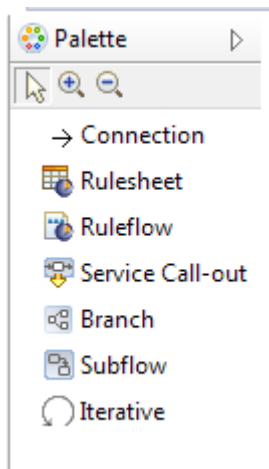 Palette
Connection
Rulesheet
Ruleflow
Service Call-out
Branch
Subflow
Iterative